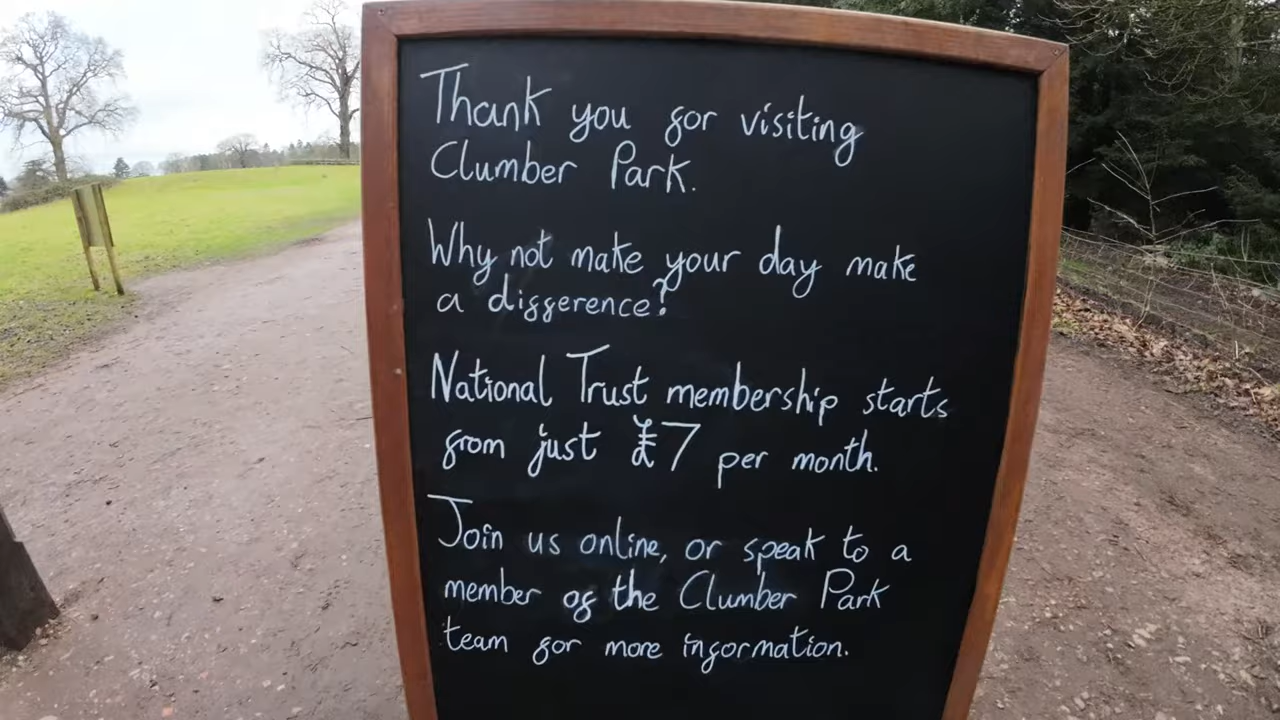 Thank you for visiting
Clumber Park.
Why not make your day make
a difference?
National Trust membership starts
from just £7 per month.
Join us online, or speak to a
member of the Clumber Park
team for more information.